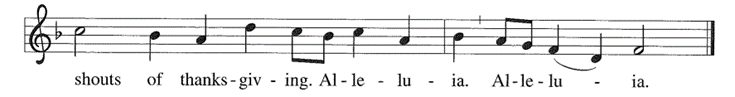 shouts of thanks - giv - ing. Al - le - lu - ia. Al - le - lu - ia.